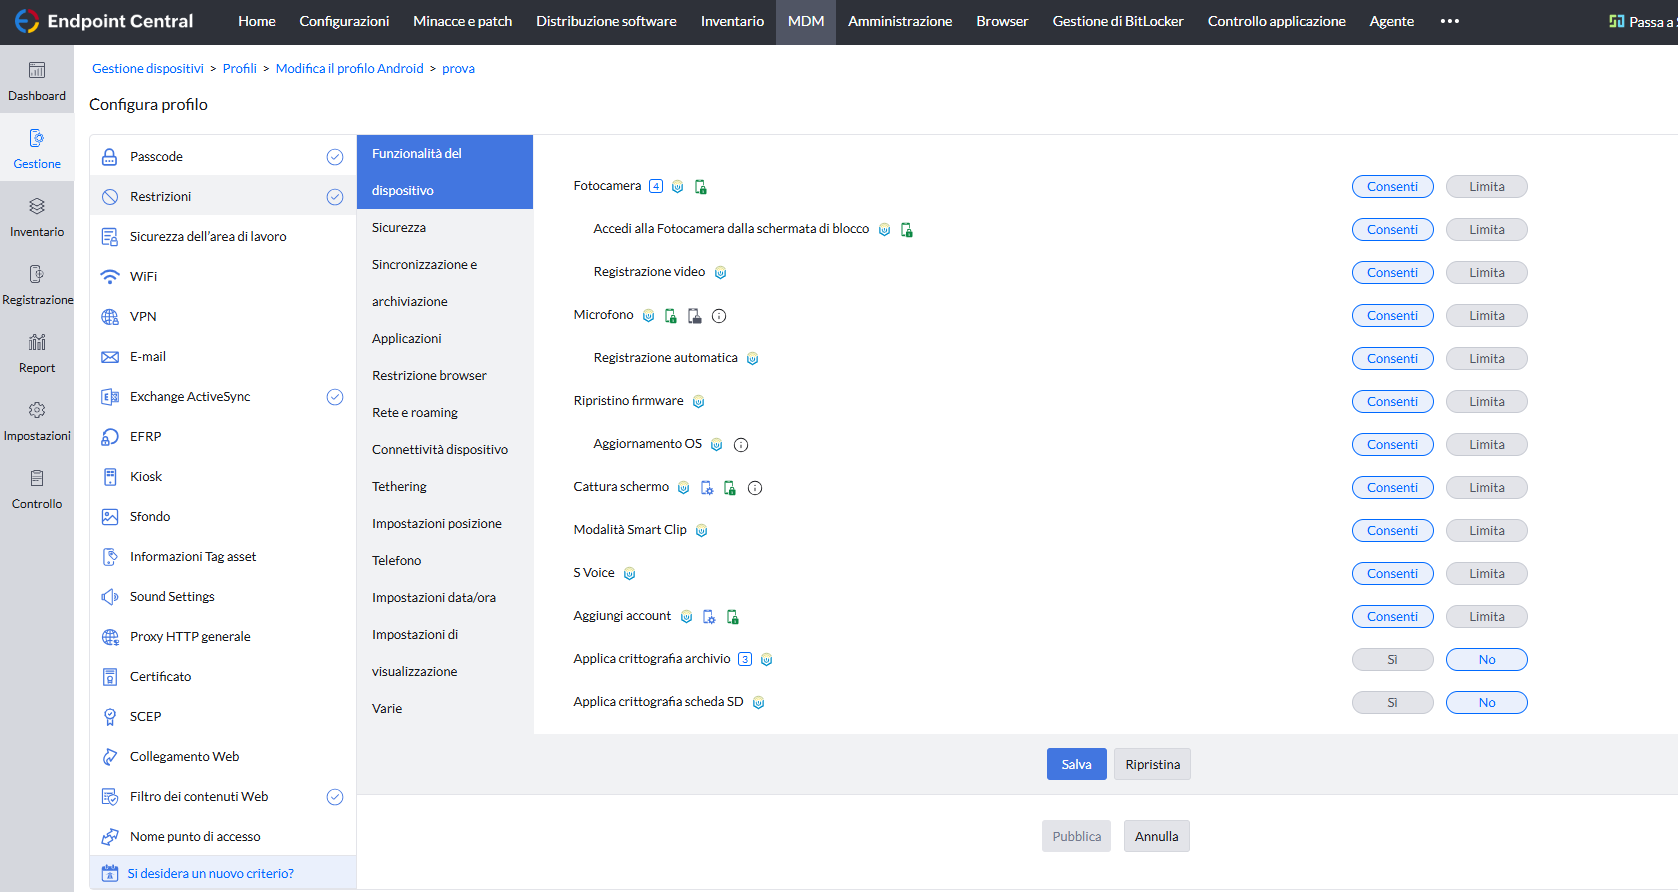 Endpoint Central
Home
Configurazioni
Minacce e patch
Distribuzione software
Inventario
MDM
Amministrazione
Browser
Gestione di BitLocker
Controllo applicazione
Agente
Passa a
Dashboard
Gestione
Inventario
Registrazione
Report
Impostazioni
Controllo
Gestione dispositivi > Profili > Modifica il profilo Android > prova
Configura profilo
Passcode
Restrizioni
Sicurezza dell'area di lavoro
WiFi
VPN
E-mail
Exchange ActiveSync
EFRP
Kiosk
Sfondo
Informazioni Tag asset
Sound Settings
Proxy HTTP generale
Certificato
SCEP
Collegamento Web
Filtro dei contenuti Web
Nome punto di accesso
Si desidera un nuovo criterio?
Funzionalità del
dispositivo
Sicurezza
Sincronizzazione e
archiviazione
Applicazioni
Restrizione browser
Rete e roaming
Connettività dispositivo
Tethering
Impostazioni posizione
Telefono
Impostazioni data/ora
Impostazioni di
visualizzazione
Varie
Fotocamera 4 Consenti Limita
Accedi alla Fotocamera dalla schermata di blocco Consenti Limita
Registrazione video Consenti Limita
Microfono Consenti Limita
Registrazione automatica Consenti Limita
Ripristino firmware Consenti Limita
Aggiornamento OS Consenti Limita
Cattura schermo Consenti Limita
Modalità Smart Clip Consenti Limita
S Voice Consenti Limita
Aggiungi account Consenti Limita
Applica crittografia archivio 3 Sì No
Applica crittografia scheda SD Sì No
Salva Ripristina
Pubblica Annulla